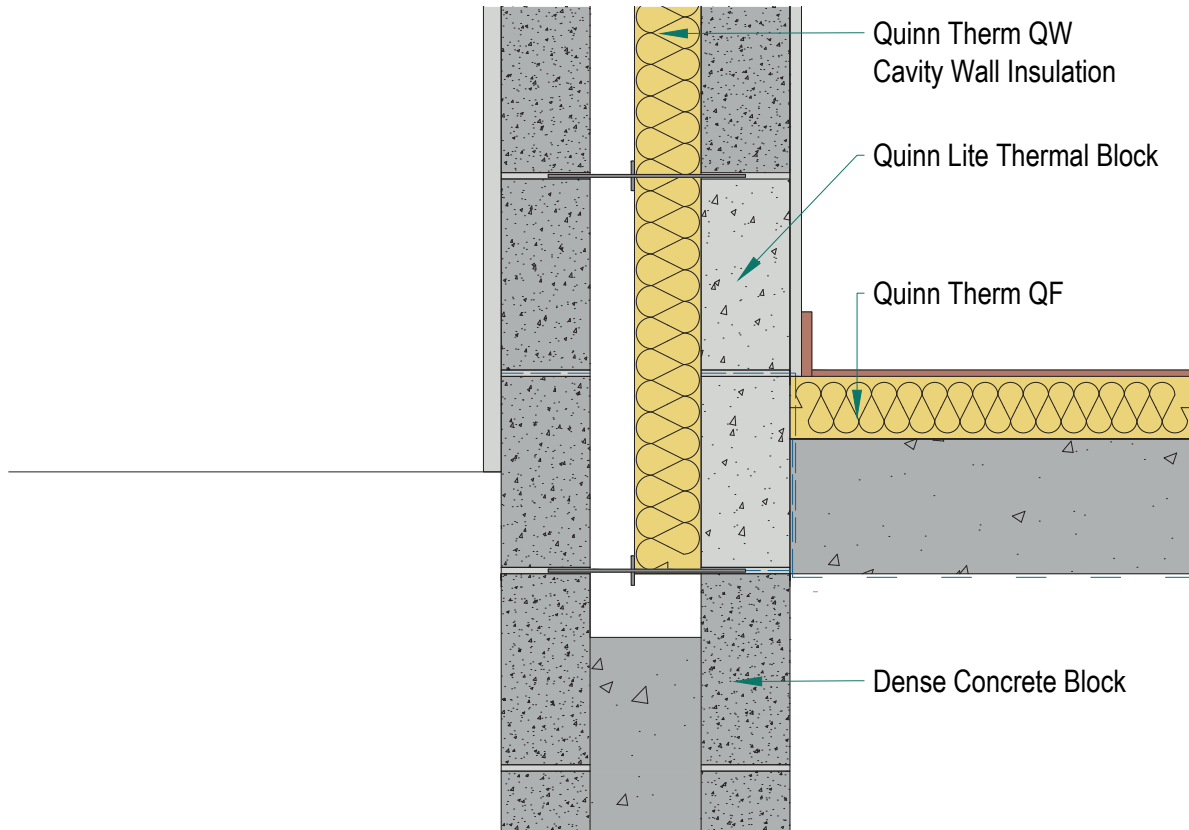 Quinn Therm QW
Cavity Wall Insulation
Quinn Lite Thermal Block
Quinn Therm QF
Dense Concrete Block